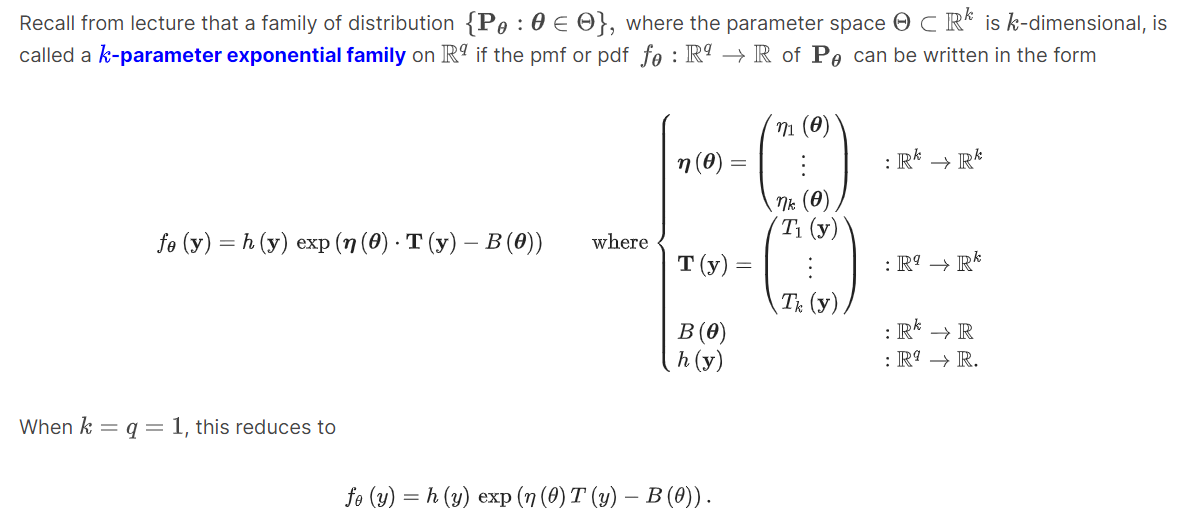 Recall from lecture that a family of distribution {𝐏_θ : θ ∈ Θ}, where the parameter space Θ ⊂ ℝ^k is k-dimensional, is
called a k-parameter exponential family on ℝ^q if the pmf or pdf f_θ : ℝ^q → ℝ of 𝐏_θ can be written in the form
f_θ (𝐲) = h (𝐲) exp (η (θ) · 𝐓 (𝐲) − B (θ)) where
η (θ) = ( η_1 (θ) ⋮ η_k (θ) ) : ℝ^k → ℝ^k
𝐓 (𝐲) = ( T_1 (𝐲) ⋮ T_k (𝐲) ) : ℝ^q → ℝ^k
B (θ) : ℝ^k → ℝ
h (𝐲) : ℝ^q → ℝ.
When k = q = 1, this reduces to
f_θ (y) = h (y) exp (η (θ) T (y) − B (θ)) .